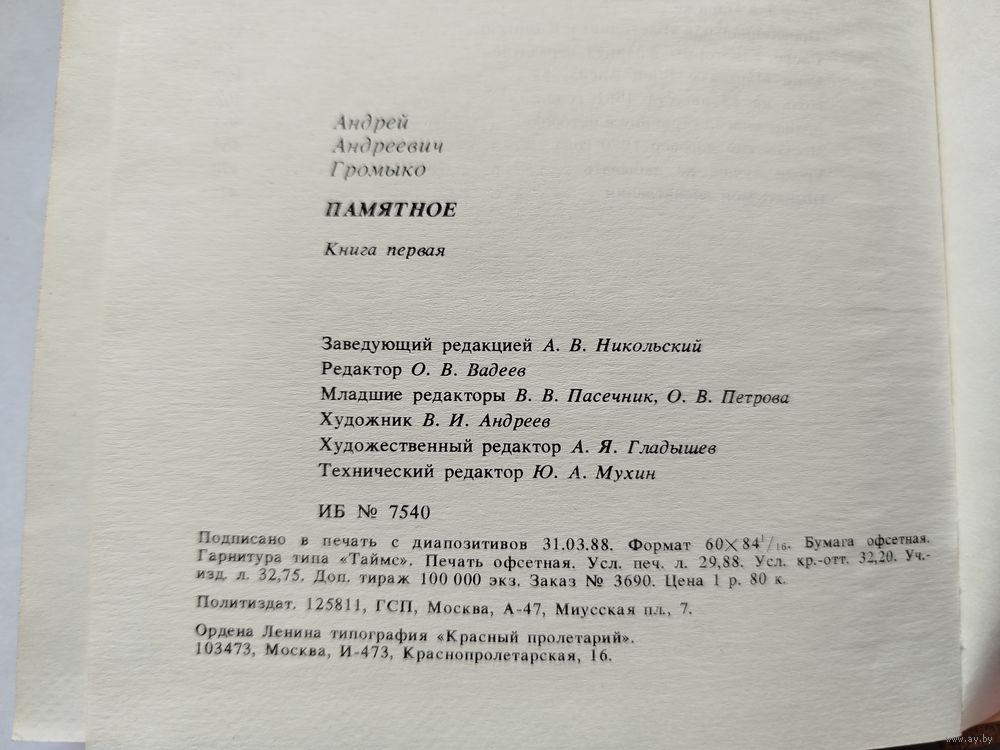 Андрей
Андреевич
Громыко
ПАМЯТНОЕ
Книга первая
Заведующий редакцией А. В. Никольский
Редактор О. В. Вадеев
Младшие редакторы В. В. Пасечник, О. В. Петрова
Художник В. И. Андреев
Художественный редактор А. Я. Гладышев
Технический редактор Ю. А. Мухин
ИБ № 7540
Подписано в печать с диапозитивов 31.03.88. Формат 60×84 1/16. Бумага офсетная.
Гарнитура типа «Таймс». Печать офсетная. Усл. печ. л. 29,88. Усл. кр.-отт. 32,20. Уч.-
изд. л. 32,75. Доп. тираж 100 000 экз. Заказ № 3690. Цена 1 р. 80 к.
Политиздат. 125811, ГСП, Москва, А-47, Миусская пл., 7.
Ордена Ленина типография «Красный пролетарий».
103473, Москва, И-473, Краснопролетарская, 16.
www.ay.by